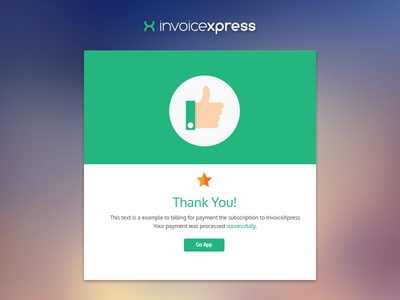 invoicexpress
Thank You!
This text is a example to billing for payment the subscription to InvoiceXpress
Your payment was processed successfully.
Go App